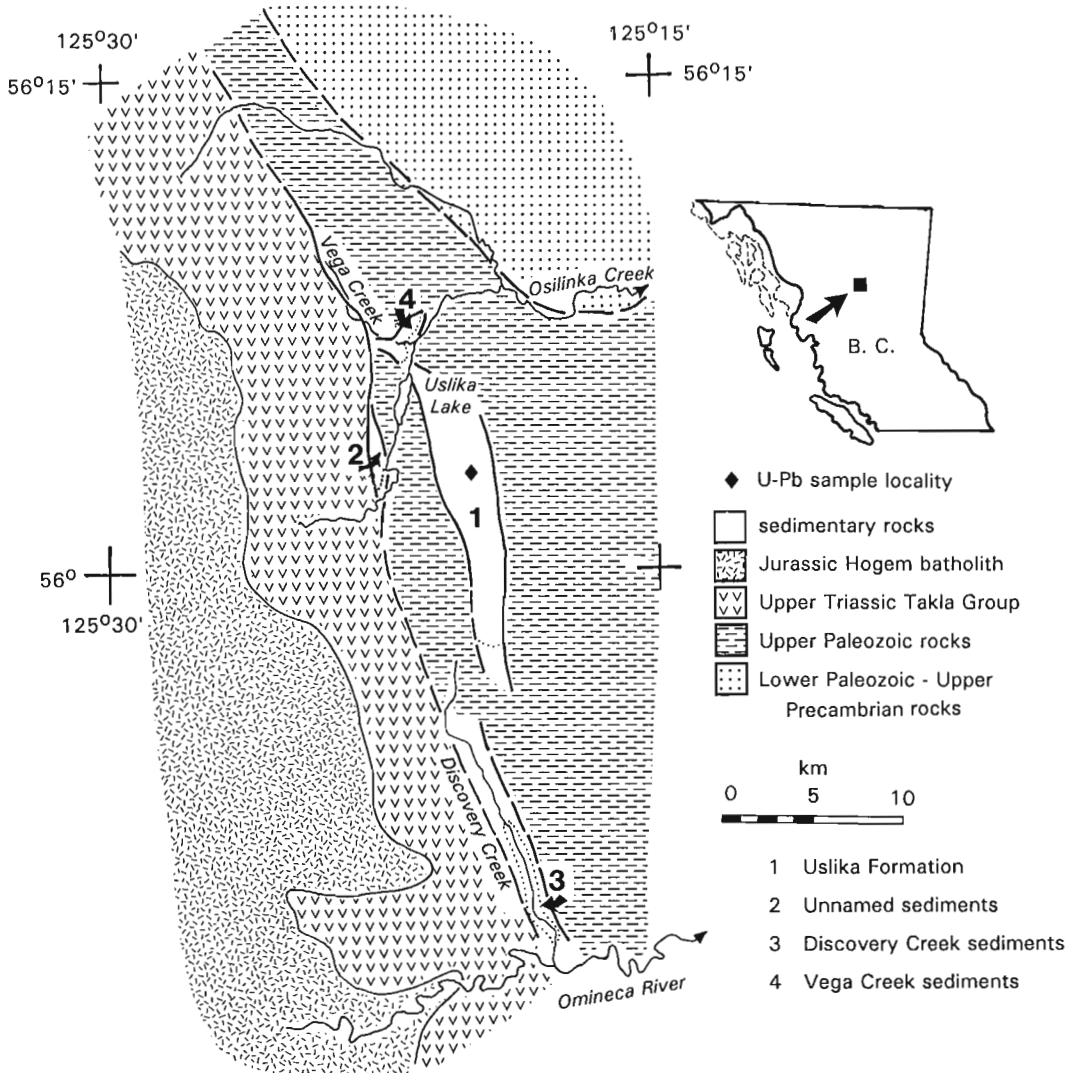 125°30'
56°15'
125°15'
56°15'
Vega Creek
4
Osilinka Creek
Uslika
Lake
2
1
56°
125°30'
Discovery Creek
3
Omineca River
B. C.
U-Pb sample locality
sedimentary rocks
Jurassic Hogem batholith
Upper Triassic Takla Group
Upper Paleozoic rocks
Lower Paleozoic - Upper
Precambrian rocks
km
0 5 10
1 Uslika Formation
2 Unnamed sediments
3 Discovery Creek sediments
4 Vega Creek sediments